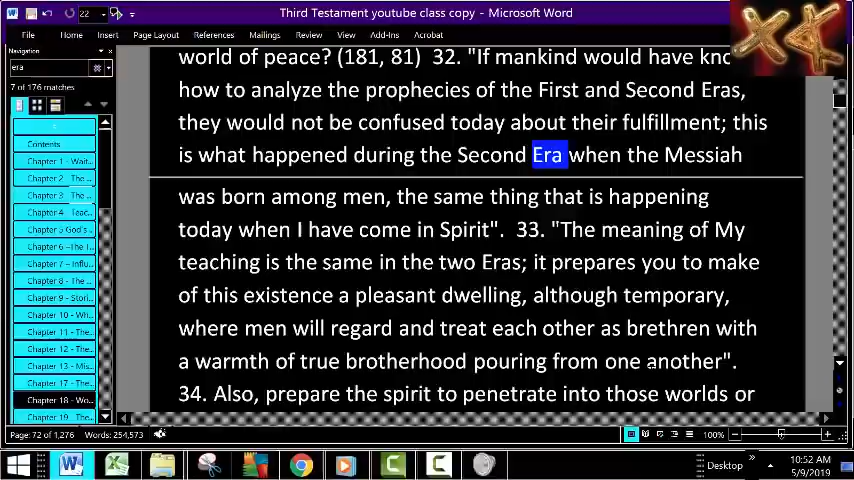 22
Third Testament youtube class copy - Microsoft Word
File Home Insert Page Layout References Mailings Review View Add-Ins Acrobat
Navigation
era
7 of 176 matches
Contents
Chapter 1 - Wait...
Chapter 2 The ...
Chapter 3 The ...
Chapter 4 Teac...
Chapter 5 God's...
Chapter 6 –The T...
Chapter 7 – Influ...
Chapter 8 - The ...
Chapter 9 - Stori...
Chapter 10 - Wh...
Chapter 11 - The...
Chapter 12 - The...
Chapter 13 - Mis...
Chapter 17 - The...
Chapter 18 - Wo...
Chapter 19 - The...
world of peace? (181, 81) 32. "If mankind would have
how to analyze the prophecies of the First and Second Eras,
they would not be confused today about their fulfillment; this
is what happened during the Second Era when the Messiah
was born among men, the same thing that is happening
today when I have come in Spirit". 33. "The meaning of My
teaching is the same in the two Eras; it prepares you to make
of this existence a pleasant dwelling, although temporary,
where men will regard and treat each other as brethren with
a warmth of true brotherhood pouring from one another".
34. Also, prepare the spirit to penetrate into those worlds or
Page: 72 of 1,276 Words: 254,573
100%
Desktop
10:52 AM
5/9/2019